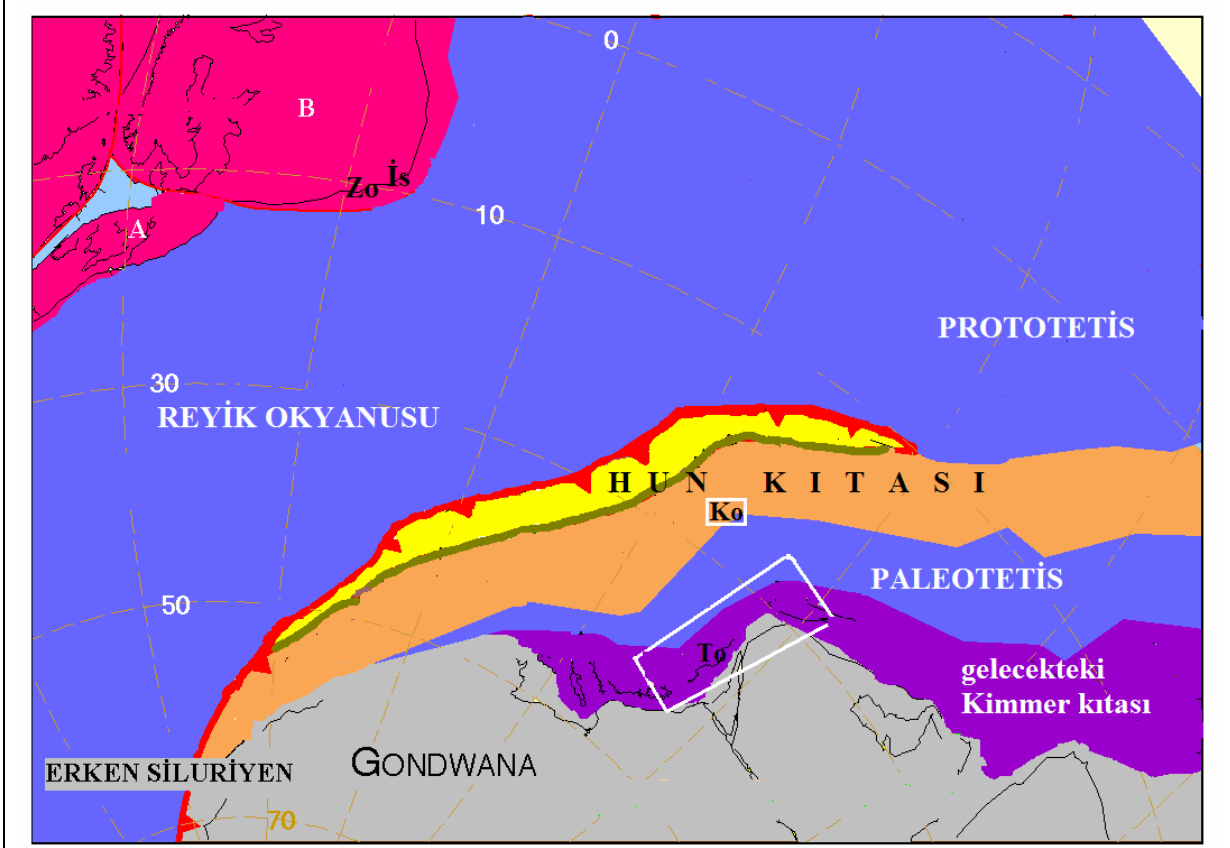 0
B
Zo İs
A
10
PROTOTETİS
30
REYİK OKYANUSU
HUN KITASI
Ko
PALEOTETİS
50
To
gelecekteki
Kimmer kıtası
GONDWANA
ERKEN SİLURİYEN
70